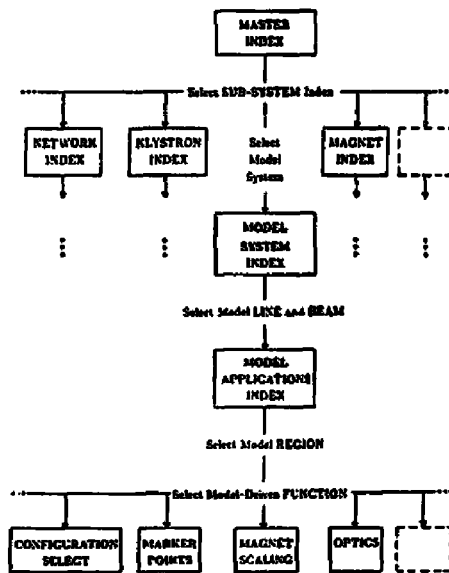 MASTER
INDEX
Select SUB-SYSTEM Index
NETWORK
INDEX
KLYSTRON
INDEX
Select
Model
System
MAGNET
INDEX
MODEL
SYSTEM
INDEX
Select Model LINE and BEAM
MODEL
APPLICATIONS
INDEX
Select Model REGION
Select Model-Driven FUNCTION
CONFIGURATION
SELECT
MARKER
POINTS
MAGNET
SCALING
OPTICS